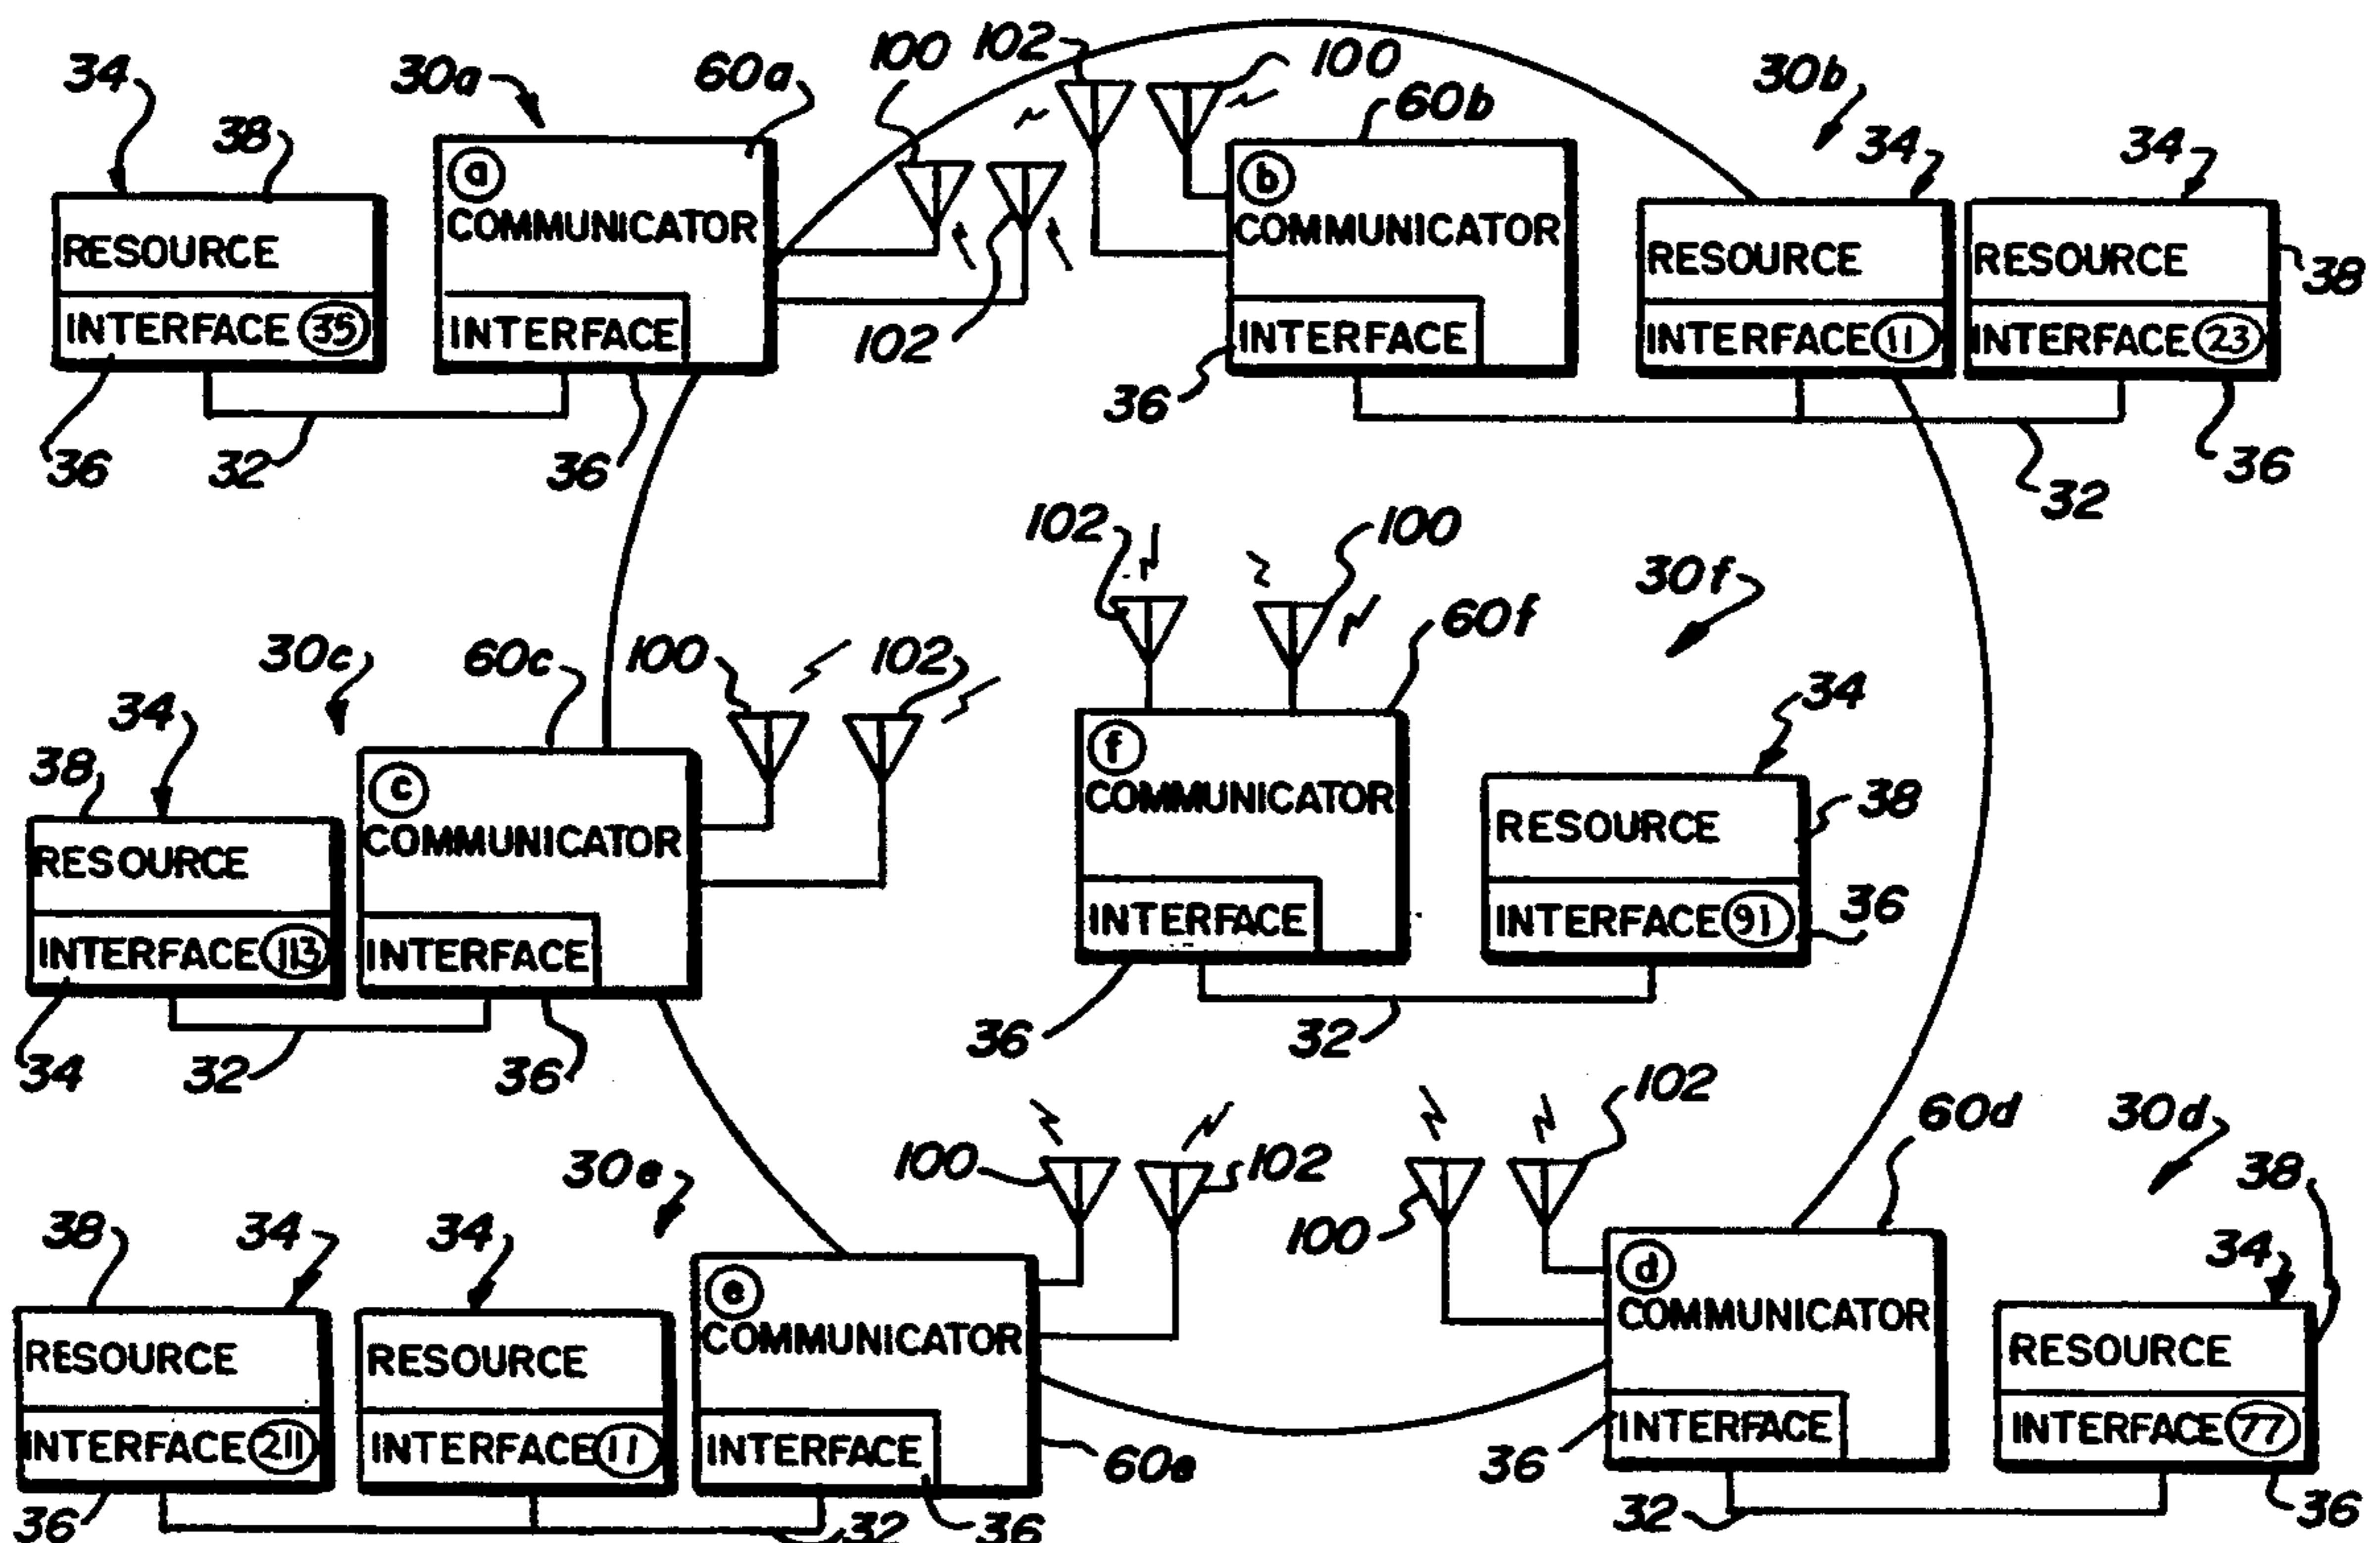 34
38
RESOURCE
INTERFACE 35
36
32
30a
60a
a
COMMUNICATOR
INTERFACE
36
100
102
102
100
60b
b
COMMUNICATOR
INTERFACE
36
30b
34
RESOURCE
INTERFACE 11
34
38
RESOURCE
INTERFACE 23
36
32
30c
34
38
RESOURCE
INTERFACE 113
34
32
60c
c
COMMUNICATOR
INTERFACE
36
100
102
102
100
30f
60f
f
COMMUNICATOR
INTERFACE
36
32
34
38
RESOURCE
INTERFACE 91
36
30e
38
34
RESOURCE
INTERFACE 211
36
34
RESOURCE
INTERFACE 11
e
COMMUNICATOR
INTERFACE
60e
32
36
100
102
100
102
60d
d
COMMUNICATOR
INTERFACE
36
32
30d
38
34
RESOURCE
INTERFACE 77
36